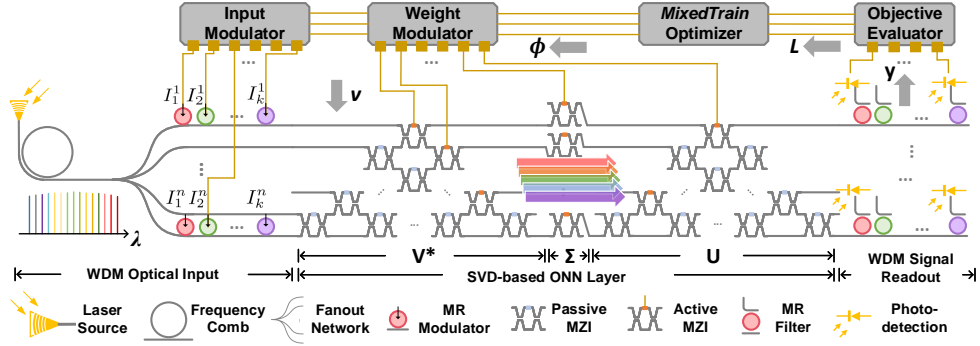 Input
Modulator
Weight
Modulator
MixedTrain
Optimizer
Objective
Evaluator
...
...
...
ϕ
L
v
y
I₁¹ I₂¹ ... Iₖ¹
...
I₁ⁿ I₂ⁿ ... Iₖⁿ
λ
...
...
...
...
...
V* Σ U
WDM Optical Input
SVD-based ONN Layer
WDM Signal
Readout
Laser
Source
Frequency
Comb
Fanout
Network
MR
Modulator
Passive
MZI
Active
MZI
MR
Filter
Photo-
detection